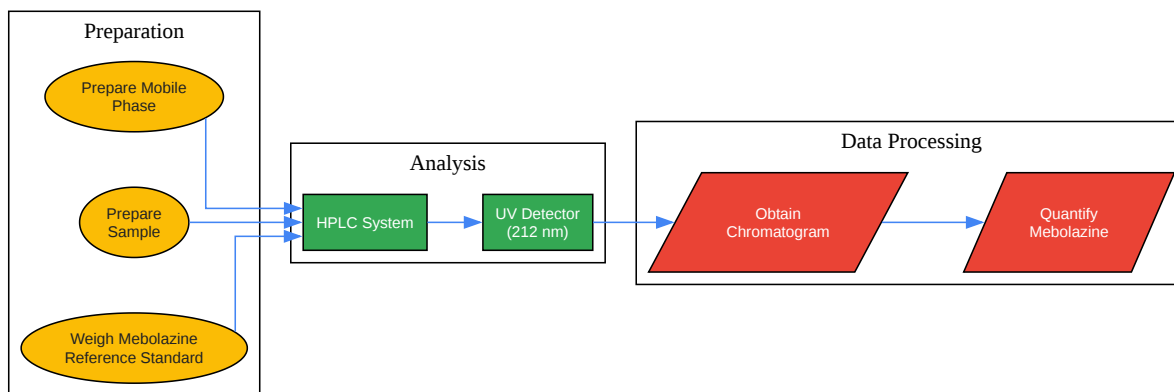 Preparation
Prepare Mobile
Phase
Prepare
Sample
Weigh Mebolazine
Reference Standard
Analysis
HPLC System
UV Detector
(212 nm)
Data Processing
Obtain
Chromatogram
Quantify
Mebolazine